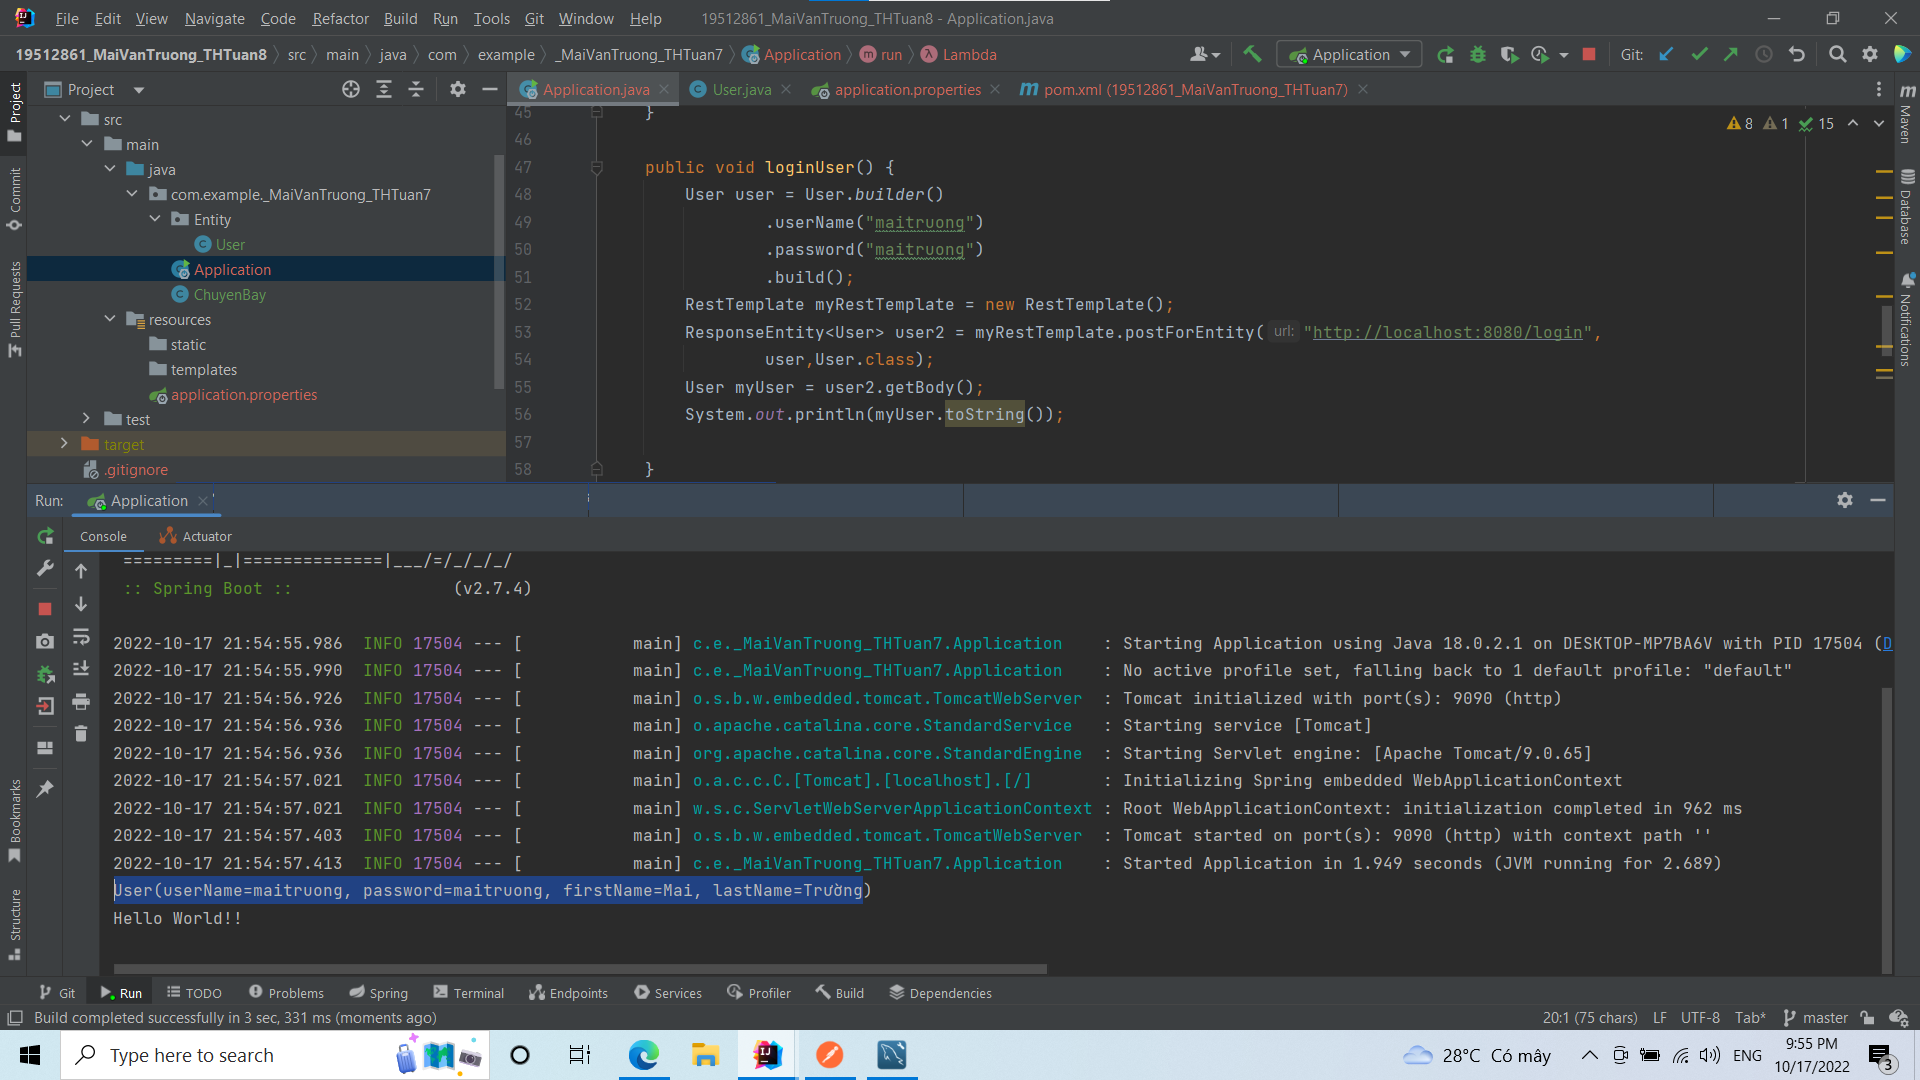 File Edit View Navigate Code Refactor Build Run Tools Git Window Help 19512861_MaiVanTruong_THTuan8 - Application.java
19512861_MaiVanTruong_THTuan8 src main java com example _MaiVanTruong_THTuan7 Application run Lambda Application Git:
Project
Application.java User.java application.properties pom.xml (19512861_MaiVanTruong_THTuan7)
8 1 15
Project
Commit
Pull Requests
Bookmarks
Structure
Maven
Database
Notifications
src
main
java
com.example._MaiVanTruong_THTuan7
Entity
User
Application
ChuyenBay
resources
static
templates
application.properties
test
target
.gitignore
45 }
46
47 public void loginUser() {
48 User user = User.builder()
49 .userName("maitruong")
50 .password("maitruong")
51 .build();
52 RestTemplate myRestTemplate = new RestTemplate();
53 ResponseEntity<User> user2 = myRestTemplate.postForEntity( url: "http://localhost:8080/login",
54 user,User.class);
55 User myUser = user2.getBody();
56 System.out.println(myUser.toString());
57
58 }
Run: Application
Console Actuator
=========|_|==============|___/=/_/_/_/
:: Spring Boot :: (v2.7.4)
2022-10-17 21:54:55.986 INFO 17504 --- [ main] c.e._MaiVanTruong_THTuan7.Application : Starting Application using Java 18.0.2.1 on DESKTOP-MP7BA6V with PID 17504 (D
2022-10-17 21:54:55.990 INFO 17504 --- [ main] c.e._MaiVanTruong_THTuan7.Application : No active profile set, falling back to 1 default profile: "default"
2022-10-17 21:54:56.926 INFO 17504 --- [ main] o.s.b.w.embedded.tomcat.TomcatWebServer : Tomcat initialized with port(s): 9090 (http)
2022-10-17 21:54:56.936 INFO 17504 --- [ main] o.apache.catalina.core.StandardService : Starting service [Tomcat]
2022-10-17 21:54:56.936 INFO 17504 --- [ main] org.apache.catalina.core.StandardEngine : Starting Servlet engine: [Apache Tomcat/9.0.65]
2022-10-17 21:54:57.021 INFO 17504 --- [ main] o.a.c.c.C.[Tomcat].[localhost].[/] : Initializing Spring embedded WebApplicationContext
2022-10-17 21:54:57.021 INFO 17504 --- [ main] w.s.c.ServletWebServerApplicationContext : Root WebApplicationContext: initialization completed in 962 ms
2022-10-17 21:54:57.403 INFO 17504 --- [ main] o.s.b.w.embedded.tomcat.TomcatWebServer : Tomcat started on port(s): 9090 (http) with context path ''
2022-10-17 21:54:57.413 INFO 17504 --- [ main] c.e._MaiVanTruong_THTuan7.Application : Started Application in 1.949 seconds (JVM running for 2.689)
User(userName=maitruong, password=maitruong, firstName=Mai, lastName=Trường)
Hello World!!
Git Run TODO Problems Spring Terminal Endpoints Services Profiler Build Dependencies
Build completed successfully in 3 sec, 331 ms (moments ago) 20:1 (75 chars) LF UTF-8 Tab* master
Type here to search 28°C Có mây ENG 9:55 PM
10/17/2022 3